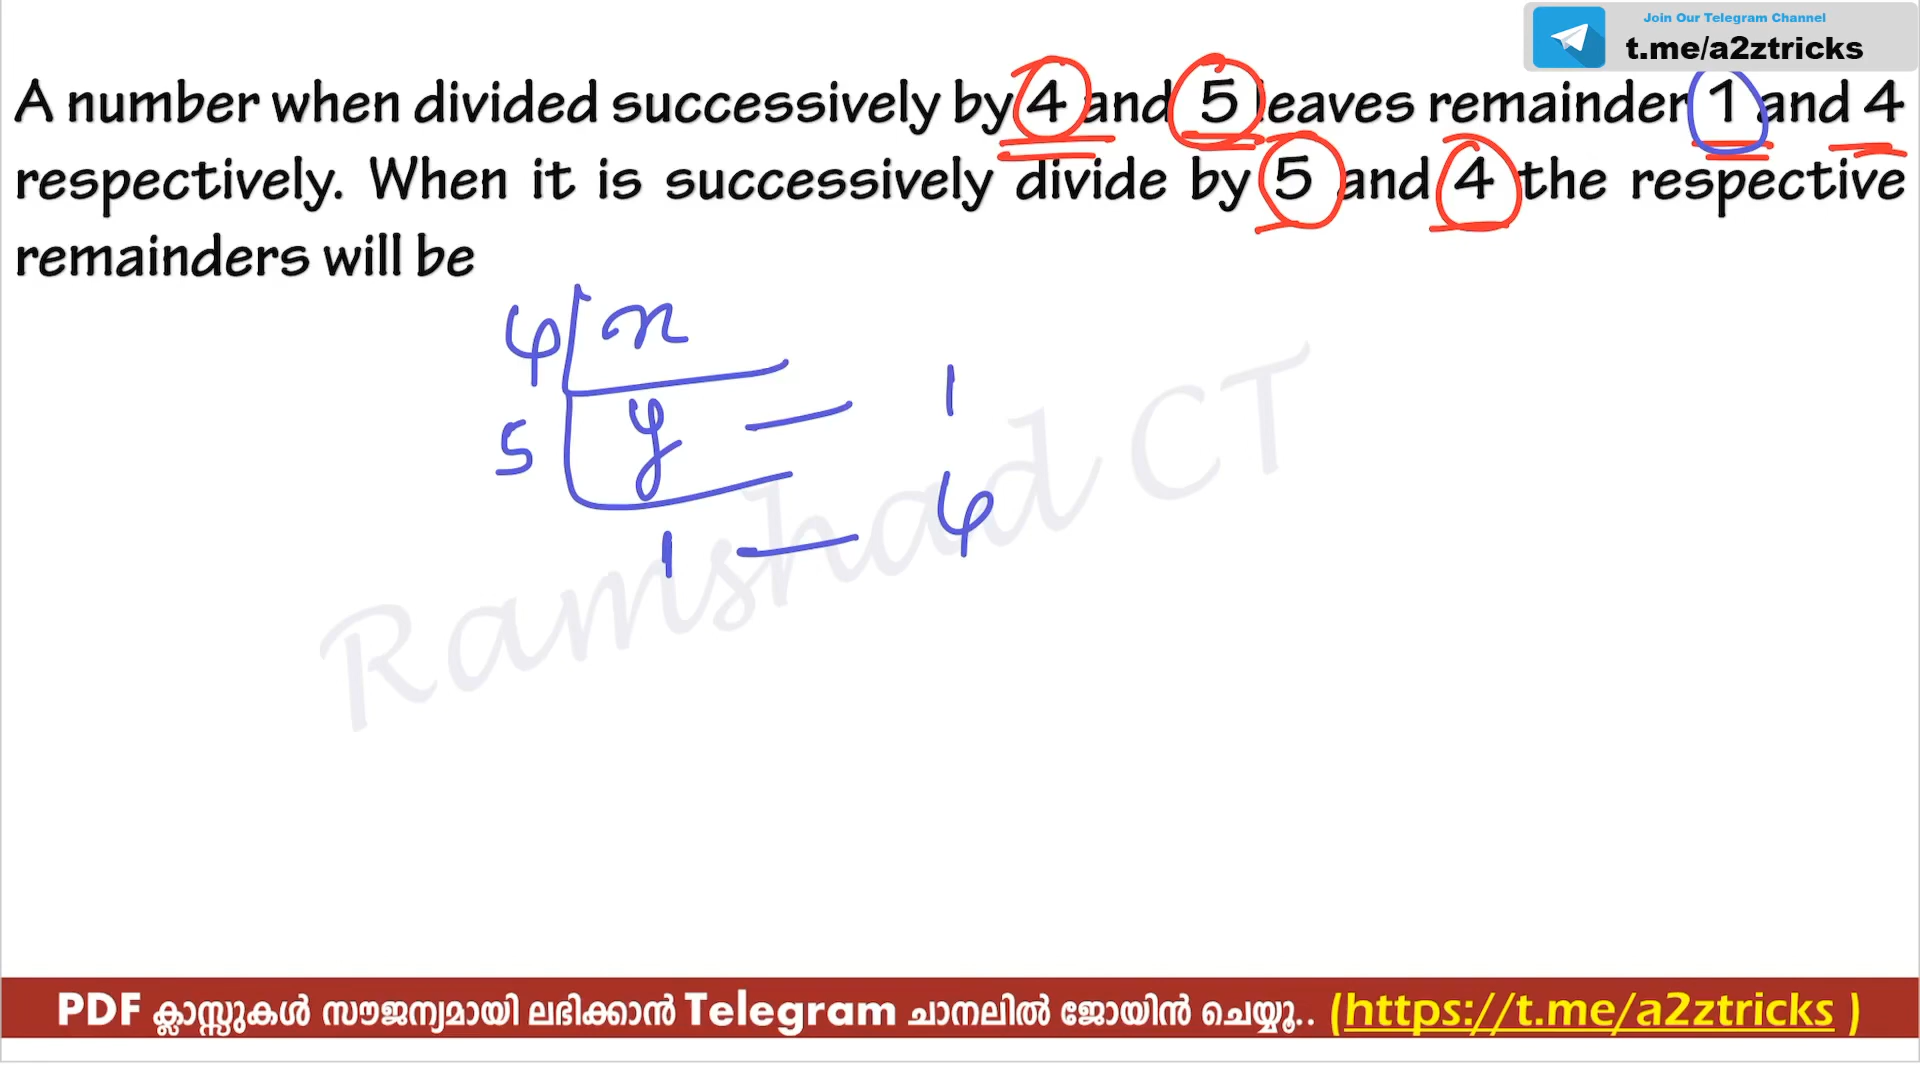 Join Our Telegram Channel
t.me/a2ztricks
A number when divided successively by 4 and 5 leaves remainder 1 and 4
respectively. When it is successively divide by 5 and 4 the respective
remainders will be
4 x
5 y — 1
1 — 4
Ramshad CT
PDF ക്ലാസ്സുകൾ സൗജന്യമായി ലഭിക്കാൻ Telegram ചാനലിൽ ജോയിൻ ചെയ്യൂ.. (https://t.me/a2ztricks )